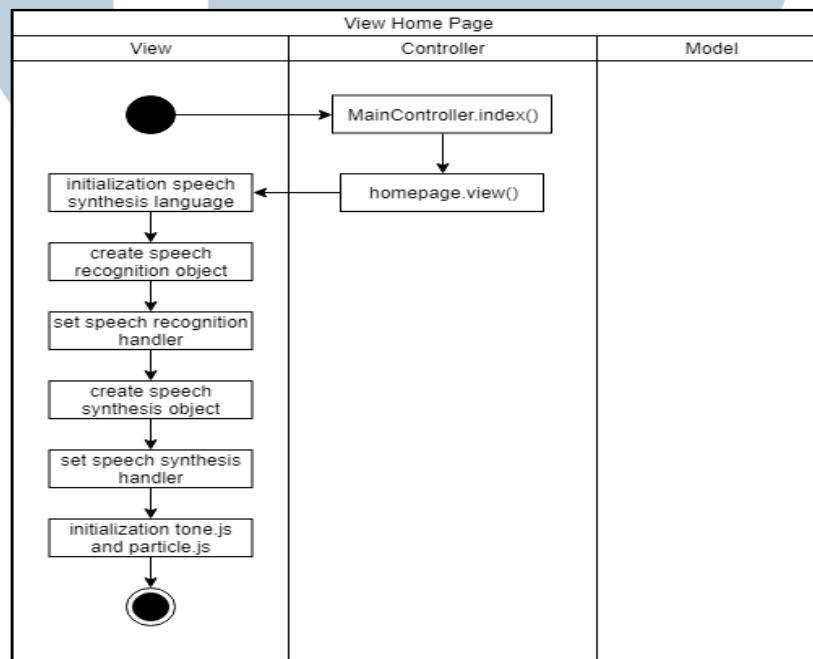 View Home Page
View
Controller
Model
MainController.index()
homepage.view()
initialization speech
synthesis language
create speech
recognition object
set speech recognition
handler
create speech
synthesis object
set speech synthesis
handler
initialization tone.js
and particle.js